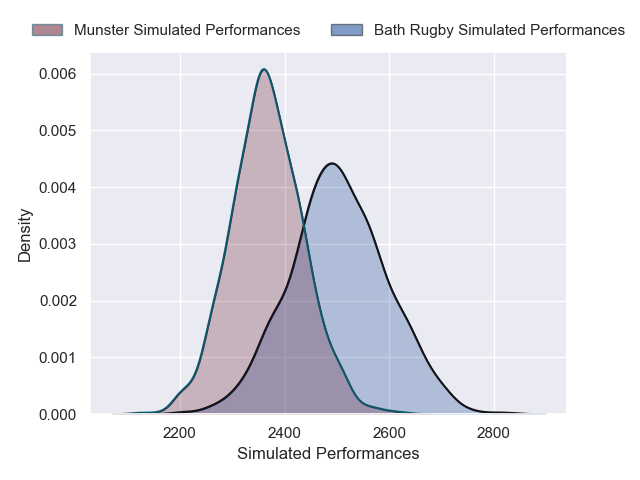 Munster Simulated Performances Bath Rugby Simulated Performances
0.006
0.005
0.004
0.003
0.002
0.001
0.000
Density
2200 2400 2600 2800
Simulated Performances